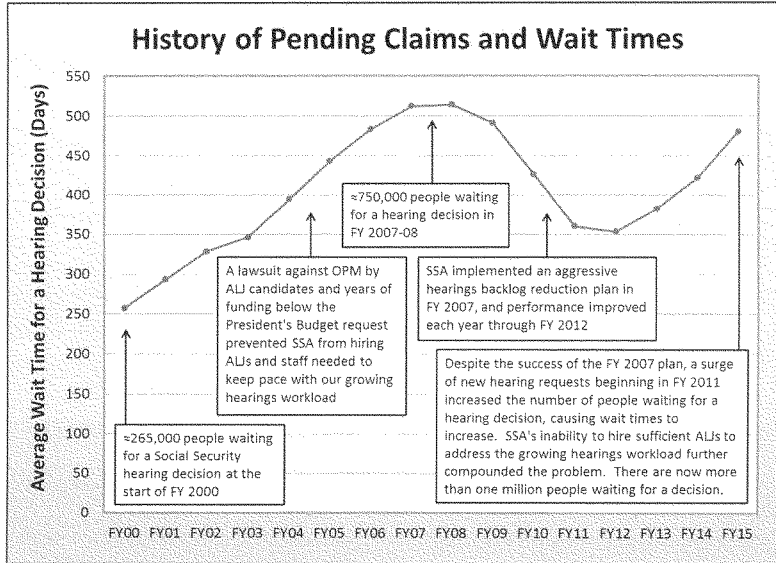 History of Pending Claims and Wait Times
Average Wait Time for a Hearing Decision (Days)
550
500
450
400
350
300
250
200
150
100
50
0
≈750,000 people waiting
for a hearing decision in
FY 2007-08
A lawsuit against OPM by
ALJ candidates and years of
funding below the
President's Budget request
prevented SSA from hiring
ALJs and staff needed to
keep pace with our growing
hearings workload
SSA implemented an aggressive
hearings backlog reduction plan in
FY 2007, and performance improved
each year through FY 2012
≈265,000 people waiting
for a Social Security
hearing decision at the
start of FY 2000
Despite the success of the FY 2007 plan, a surge
of new hearing requests beginning in FY 2011
increased the number of people waiting for a
hearing decision, causing wait times to
increase. SSA's inability to hire sufficient ALJs to
address the growing hearings workload further
compounded the problem. There are now more
than one million people waiting for a decision.
FY00 FY01 FY02 FY03 FY04 FY05 FY06 FY07 FY08 FY09 FY10 FY11 FY12 FY13 FY14 FY15